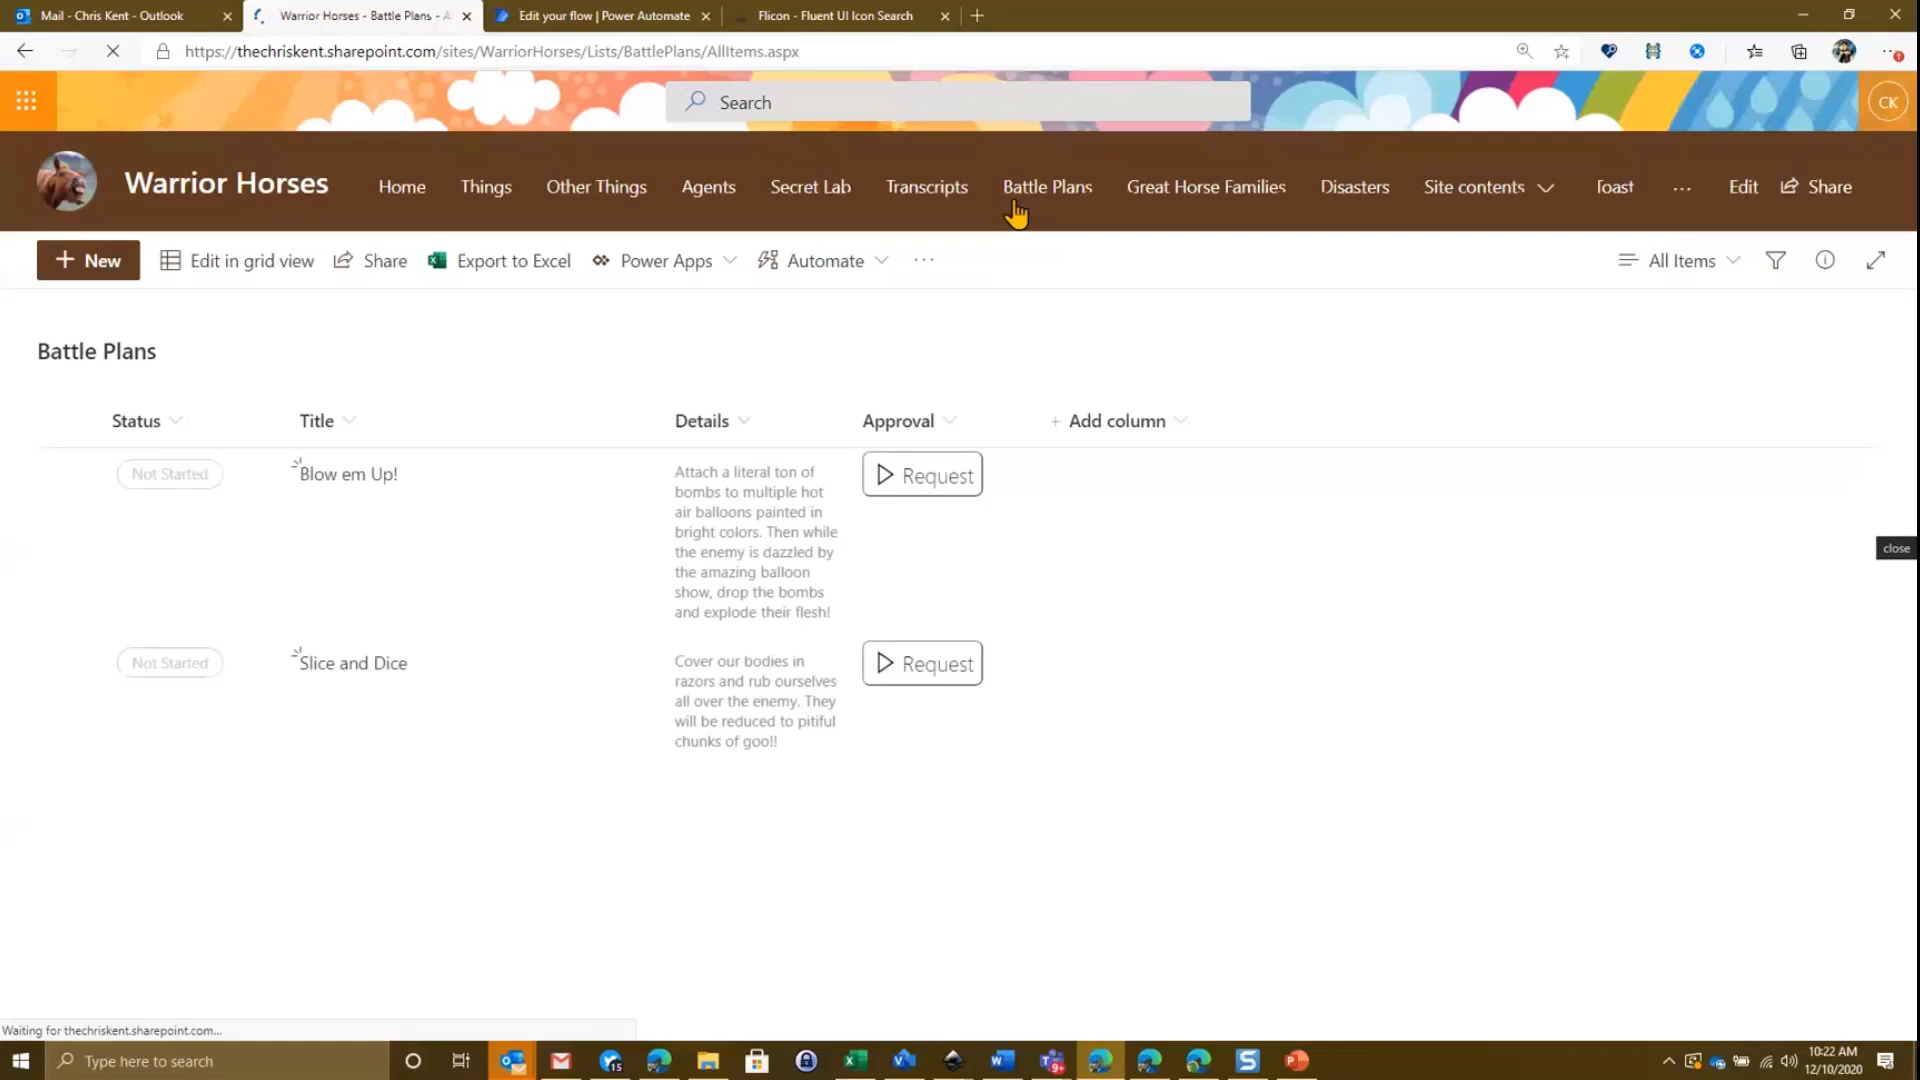 Mail - Chris Kent - Outlook
Warrior Horses - Battle Plans - A
Edit your flow | Power Automate
Flicon - Fluent UI Icon Search
https://thechriskent.sharepoint.com/sites/WarriorHorses/Lists/BattlePlans/AllItems.aspx
Search
CK
Warrior Horses
Home
Things
Other Things
Agents
Secret Lab
Transcripts
Battle Plans
Great Horse Families
Disasters
Site contents
Toast
...
Edit
Share
+ New
Edit in grid view
Share
Export to Excel
Power Apps
Automate
...
All Items
Battle Plans
Status
Title
Details
Approval
+ Add column
Not Started
Blow em Up!
Attach a literal ton of
bombs to multiple hot
air balloons painted in
bright colors. Then while
the enemy is dazzled by
the amazing balloon
show, drop the bombs
and explode their flesh!
Request
close
Not Started
Slice and Dice
Cover our bodies in
razors and rub ourselves
all over the enemy. They
will be reduced to pitiful
chunks of goo!!
Request
Waiting for thechriskent.sharepoint.com...
Type here to search
15
9+
10:22 AM
12/10/2020